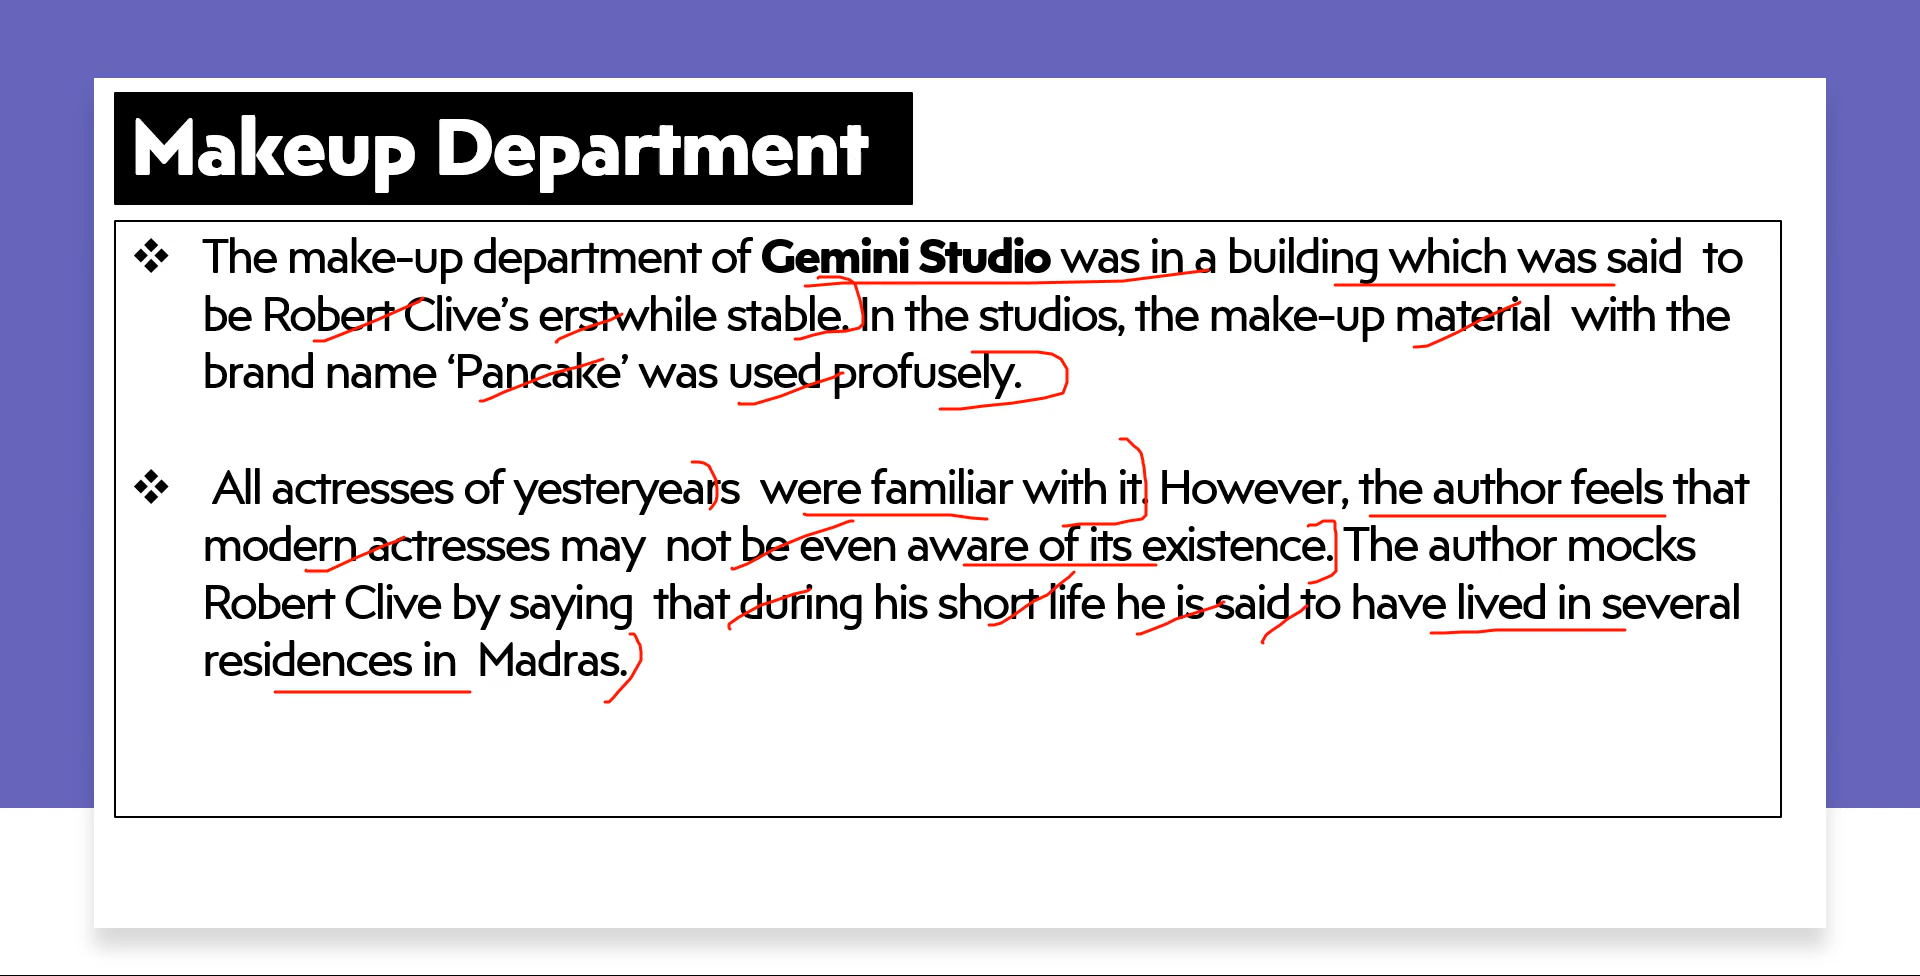 Makeup Department
❖ The make-up department of Gemini Studio was in a building which was said to
be Robert Clive’s erstwhile stable. In the studios, the make-up material with the
brand name ‘Pancake’ was used profusely.
❖ All actresses of yesteryears were familiar with it. However, the author feels that
modern actresses may not be even aware of its existence. The author mocks
Robert Clive by saying that during his short life he is said to have lived in several
residences in Madras.